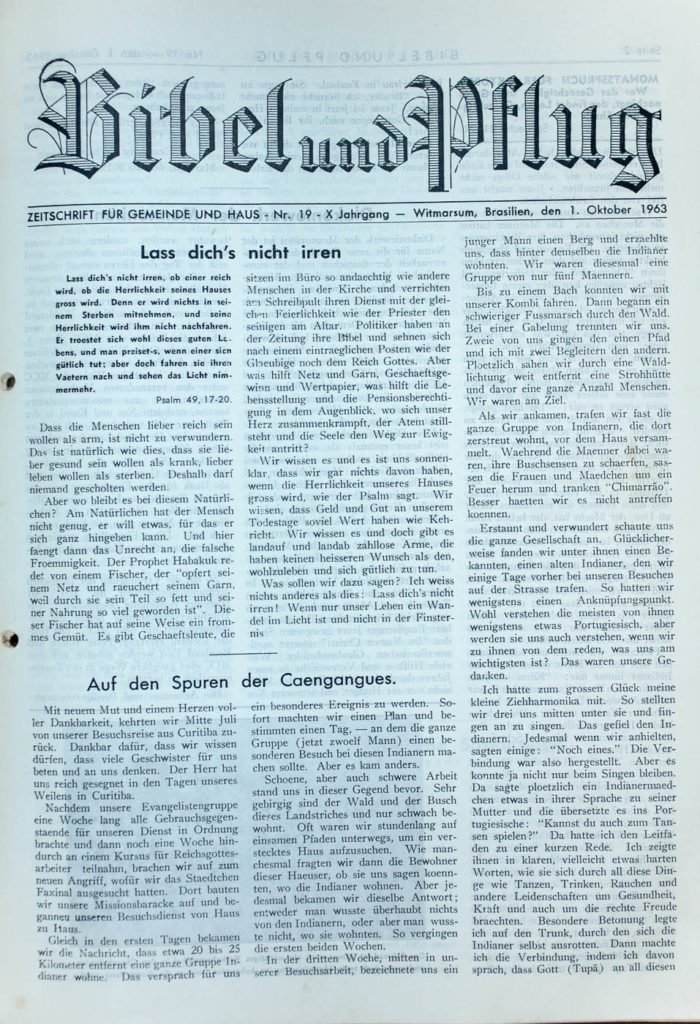 Bibel und Pflug
ZEITSCHRIFT FÜR GEMEINDE UND HAUS - Nr. 19 - X Jahrgang — Witmarsum, Brasilien, den 1. Oktober 1963
Lass dich's nicht irren
Lass dich's nicht irren, ob einer reich
wird, ob die Herrlichkeit seines Hauses
gross wird. Denn er wird nichts in sei-
nem Sterben mitnehmen, und seine
Herrlichkeit wird ihm nicht nachfahren.
Er troestet sich wohl dieses guten Le-
bens, und man preiset-s, wenn einer sich
gütlich tut; aber doch fahren sie ihren
Vaetern nach und sehen das Licht nim-
mermehr.
Psalm 49, 17-20.
Dass die Menschen lieber reich sein
wollen als arm, ist nicht zu verwundern.
Das ist natürlich wie dies, dass sie lie-
ber gesund sein wollen als krank, lieber
leben wollen als sterben. Deshalb darf
niemand gescholten werden.
Aber wo bleibt es bei diesem Natürli-
chen? Am Natürlichen hat der Mensch
nicht genug, er will etwas, für das er
sich ganz hingeben kann. Und hier
faengt dann das Unrecht an, die falsche
Froemmigkeit. Der Prophet Habakuk re-
det von einem Fischer, der "opfert sei-
nem Netz und raeuchert seinem Garn,
weil durch sie sein Teil so fett und sei-
ner Nahrung so viel geworden ist". Die-
ser Fischer hat auf seine Weise ein from-
mes Gemüt. Es gibt Geschaeftsleute, die
sitzen im Büro so andaechtig wie andere
Menschen in der Kirche und verrichten
am Schreibpult ihren Dienst mit der glei-
chen Feierlichkeit wie der Priester den
seinigen am Altar. Politiker haben an
der Zeitung ihre Bibel und sehnen sich
nach einem eintraeglichen Posten wie der
Gleubige noch dem Reich Gottes. Aber
was hilft Netz und Garn, Geschaeftsge-
winn und Wertpapier, was hilft die Le-
bensstellung und die Pensionsberechti-
gung in dem Augenblick, wo sich unser
Herz zusammenkrampft, der Atem still-
steht und die Seele den Weg zur Ewig-
keit antritt?
Wir wissen es und es ist uns sonnen-
klar, dass wir gar nichts davon haben,
wenn die Herrlichkeit unseres Hauses
gross wird, wie der Psalm sagt. Wir
wissen, dass Geld und Gut an unserem
Todestage soviel Wert haben wie Keh-
richt. Wir wissen es und doch gibt es
landauf und landab zählose Arme, die
haben keinen heisseren Wunsch als den,
wohlzuleben und sich gütlich zu tun.
Was sollen wir dazu sagen? Ich weiss
nichts anderes als dies: Lass dich's nicht
irren! Wenn nur unser Leben ein Wan-
del im Licht ist und nicht in der Finster-
nis
Auf den Spuren der Caengangues.
Mit neuem Mut und einem Herzen vol-
ler Dankbarkeit, kehrten wir Mitte Juli
von unserer Besuchsreise aus Curitiba zu-
rück. Dankbar dafür, dass wir wissen
dürfen, dass viele Geschwister für uns
beten und an uns denken. Der Herr hat
uns reich gesegnet in den Tagen unseres
Weilens in Curitiba.
Nachdem unsere Evangelistengruppe
eine Woche lang alle Gebrauchsgegen-
staende für unseren Dienst in Ordnung
brachte und dann noch eine Woche hin-
durch an einem Kursus für Reichsgottes-
arbeiter teilnahm, brachen wir auf zum
neuen Angriff, wofür wir das Staedtchen
Faxinal ausgesucht hatten. Dort bauten
wir unsere Missionsbaracke auf und be-
gannen unseren Besuchsdienst von Haus
zu Haus.
Gleich in den ersten Tagen bekamen
wir die Nachricht, dass etwa 20 bis 25
Kilometer entfernt eine ganze Gruppe In-
dianer wohne. Das versprach für uns
ein besonderes Ereignis zu werden. So-
fort machten wir einen Plan und be-
stimmten einen Tag, — an dem die ganze
Gruppe (jetzt zwoelf Mann) einen be-
sonderen Besuch bei diesen Indianern ma-
chen sollte. Aber es kam anders.
Schoene, aber auch schwere Arbeit
stand uns in dieser Gegend bevor. Sehr
gebirgig sind der Wald und der Busch
dieses Landstriches und nur schwach be-
wohnt. Oft waren wir stundenlang auf
einsamen Pfaden unterwegs, um ein ver-
stecktes Haus aufzusuchen. Wie man-
chesmal fragten wir dann die Bewohner
dieser Haeuser, ob sie uns sagen koenn-
ten, wo die Indianer wohnen. Aber je-
desmal bekamen wir dieselbe Antwort;
entweder man wusste überhaubt nichts
von den Indianern, oder aber man wuss-
te nicht, wo sie wohnten. So vergingen
die ersten beiden Wochen.
In der dritten Woche, mitten in un-
serer Besuchsarbeit, bezeichnete uns ein
junger Mann einen Berg und erzaehlte
uns, dass hinter demselben die Indianer
wohnten. Wir waren diesesmal eine
Gruppe von nur fünf Maennern.
Bis zu einem Bach konnten wir mit
unserer Kombi fahren. Dann begann ein
schwieriger Fussmarsch durch den Wald.
Bei einer Gabelung trennten wir uns.
Zweie von uns gingen den einen Pfad
und ich mit zwei Begleitern den andern.
Ploetzlich sahen wir durch eine Wald-
lichtung weit entfernt eine Strohhütte
und davor eine ganze Anzahl Menschen.
Wir waren am Ziel.
Als wir ankamen, trafen wir fast die
ganze Gruppe von Indianern, die dort
zerstreut wohnt, vor dem Haus versam-
melt. Waehrend die Maenner dabei wa-
ren, ihre Buschsensen zu schaerfen, sas-
sen die Frauen und Maedchen um ein
Feuer herum und tranken "Chimarrão".
Besser haetten wir es nicht antreffen
koennen.
Erstaunt und verwundert schaute uns
die ganze Gesellschaft an. Glücklicher-
weise fanden wir unter ihnen einen Be-
kannten, einen alten Indianer, den wir
einige Tage vorher bei unseren Besuchen
auf der Strasse trafen. So hatten wir
wenigstens einen Anknüpfungspunkt.
Wohl verstehen die meisten von ihnen
wenigstens etwas Portugiesisch, aber
werden sie uns auch verstehen, wenn wir
zu ihnen von dem reden, was uns am
wichtigsten ist? Das waren unsere Ge-
danken.
Ich hatte zum grossen Glück meine
kleine Ziehharmonika mit. So stellten
wir drei uns mitten unter sie und fin-
gen an zu singen. Das gefiel den In-
dianern. Jedesmal wenn wir anhielten,
sagten einige: "Noch eines." Die Ver-
bindung war also hergestellt. Aber es
konnte ja nicht nur beim Singen bleiben.
Da sagte ploetzlich ein Indianermaed-
chen etwas in ihrer Sprache zu seiner
Mutter und die übersetzte es ins Por-
tugiesische: "Kannst du auch zum Tan-
sen spielen?" Da hatte ich den Leitfa-
den zu einer kurzen Rede. Ich zeigte
ihnen in klaren, vielleicht etwas harten
Worten, wie sie sich durch all diese Din-
ge wie Tanzen, Trinken, Rauchen und
andere Leidenschaften um Gesundheit,
Kraft und auch um die rechte Freude
brachten. Besondere Betonung legte
ich auf den Trunk, durch den sich die
Indianer selbst ausrotten. Dann machte
ich die Verbindung, indem ich davon
sprach, dass Gott (Tupã) an all diesen